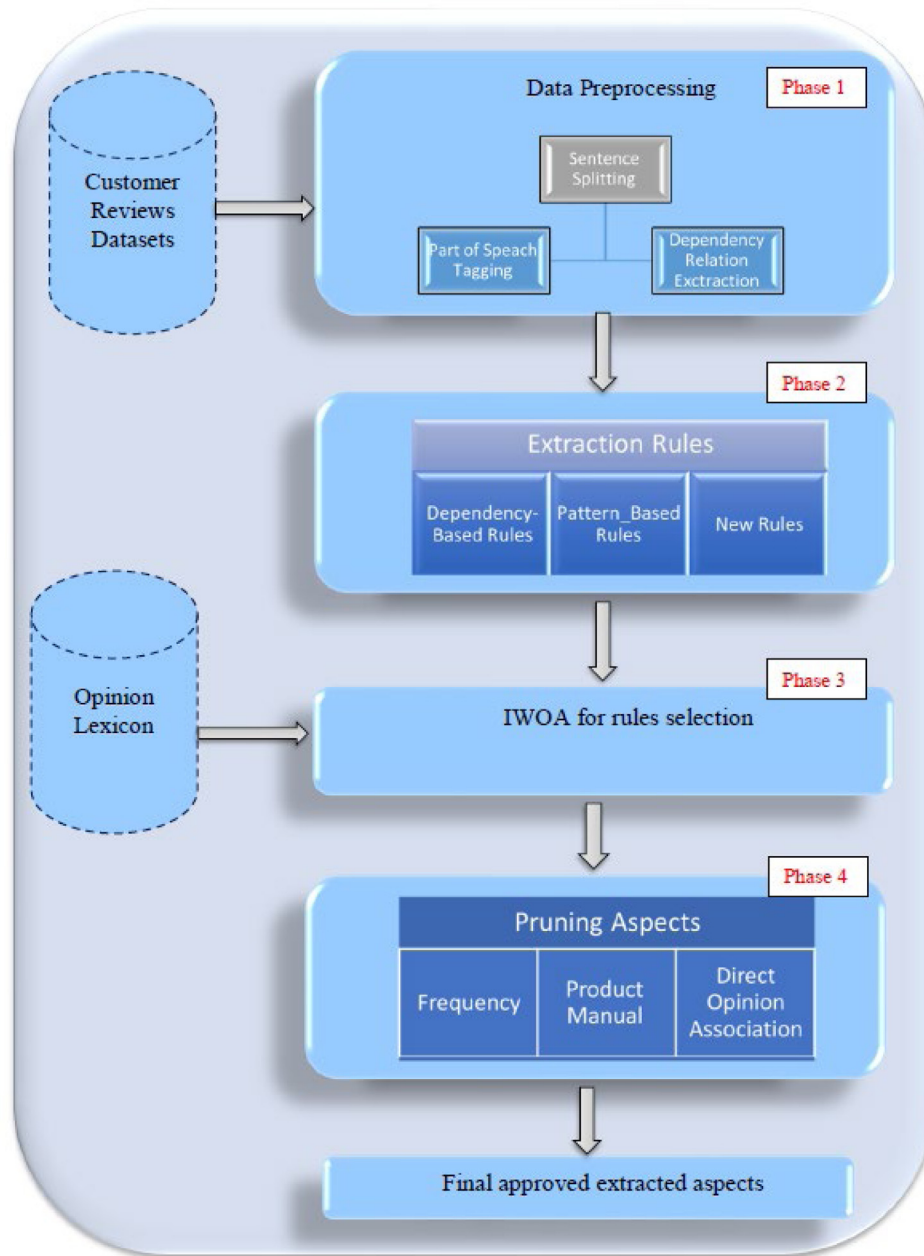 Data Preprocessing
Phase 1
Customer
Reviews
Datasets
Sentence
Splitting
Part of Speach
Tagging
Dependency
Relation
Exctraction
Phase 2
Extraction Rules
Dependency-
Based Rules
Pattern_Based
Rules
New Rules
Opinion
Lexicon
Phase 3
IWOA for rules selection
Phase 4
Pruning Aspects
Frequency
Product
Manual
Direct
Opinion
Association
Final approved extracted aspects